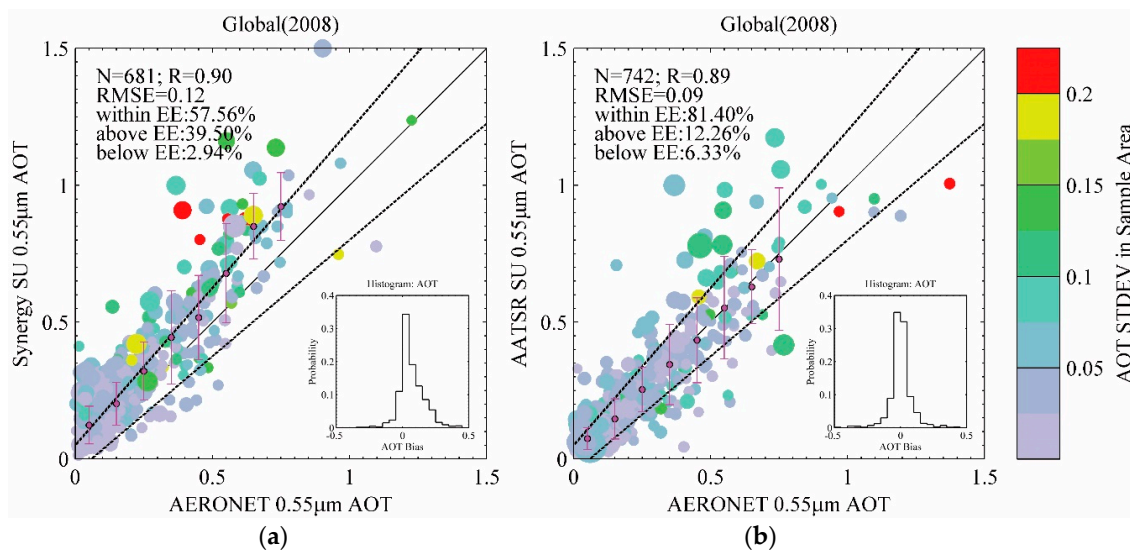 Global(2008)
N=681; R=0.90
RMSE=0.12
within EE:57.56%
above EE:39.50%
below EE:2.94%
Synergy SU 0.55μm AOT
1.5
1.0
0.5
0
0
0.5
1.0
1.5
AERONET 0.55μm AOT
Histogram: AOT
Probability
0.4
0.3
0.2
0.1
0
-0.5
0
0.5
AOT Bias
(a)
Global(2008)
N=742; R=0.89
RMSE=0.09
within EE:81.40%
above EE:12.26%
below EE:6.33%
AATSR SU 0.55μm AOT
1.5
1.0
0.5
0
0
0.5
1.0
1.5
AERONET 0.55μm AOT
Histogram: AOT
Probability
0.4
0.3
0.2
0.1
0
-0.5
0
0.5
AOT Bias
(b)
0.2
0.15
0.1
0.05
AOT STDEV in Sample Area